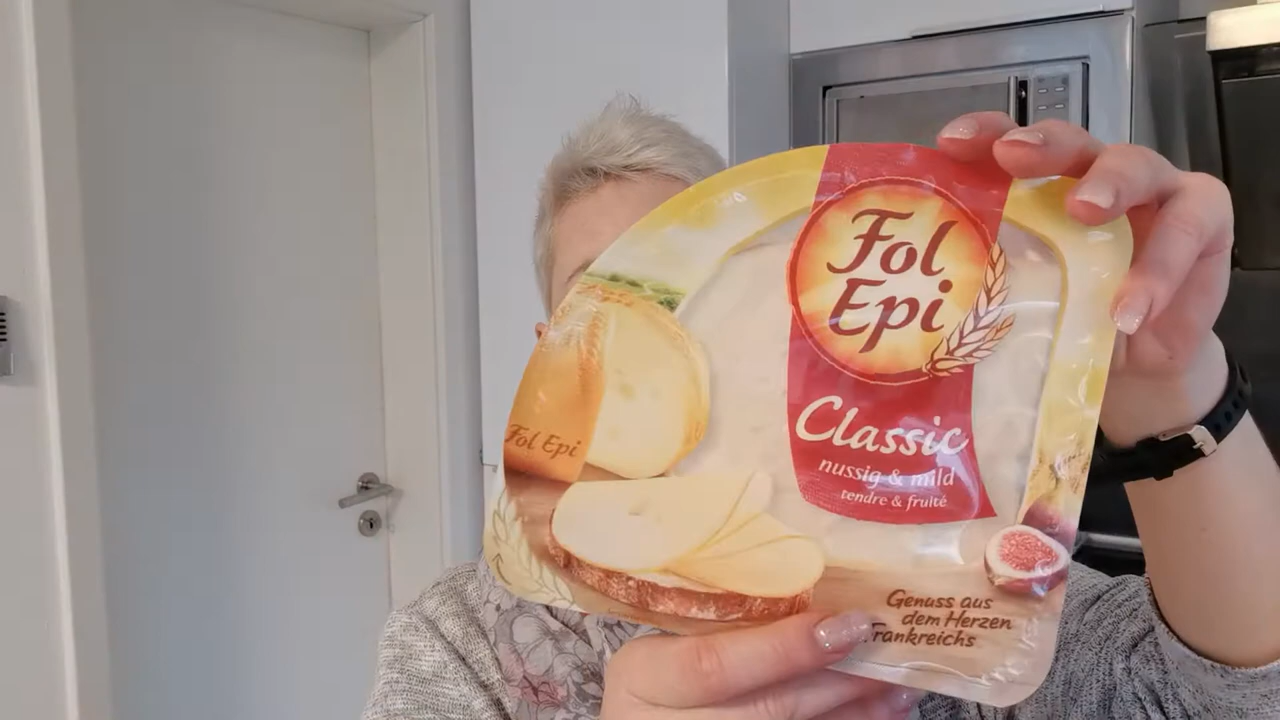 Fol
Epi
Classic
nussig & mild
tendre & fruité
Fol Epi
Genuss aus
dem Herzen
Frankreichs